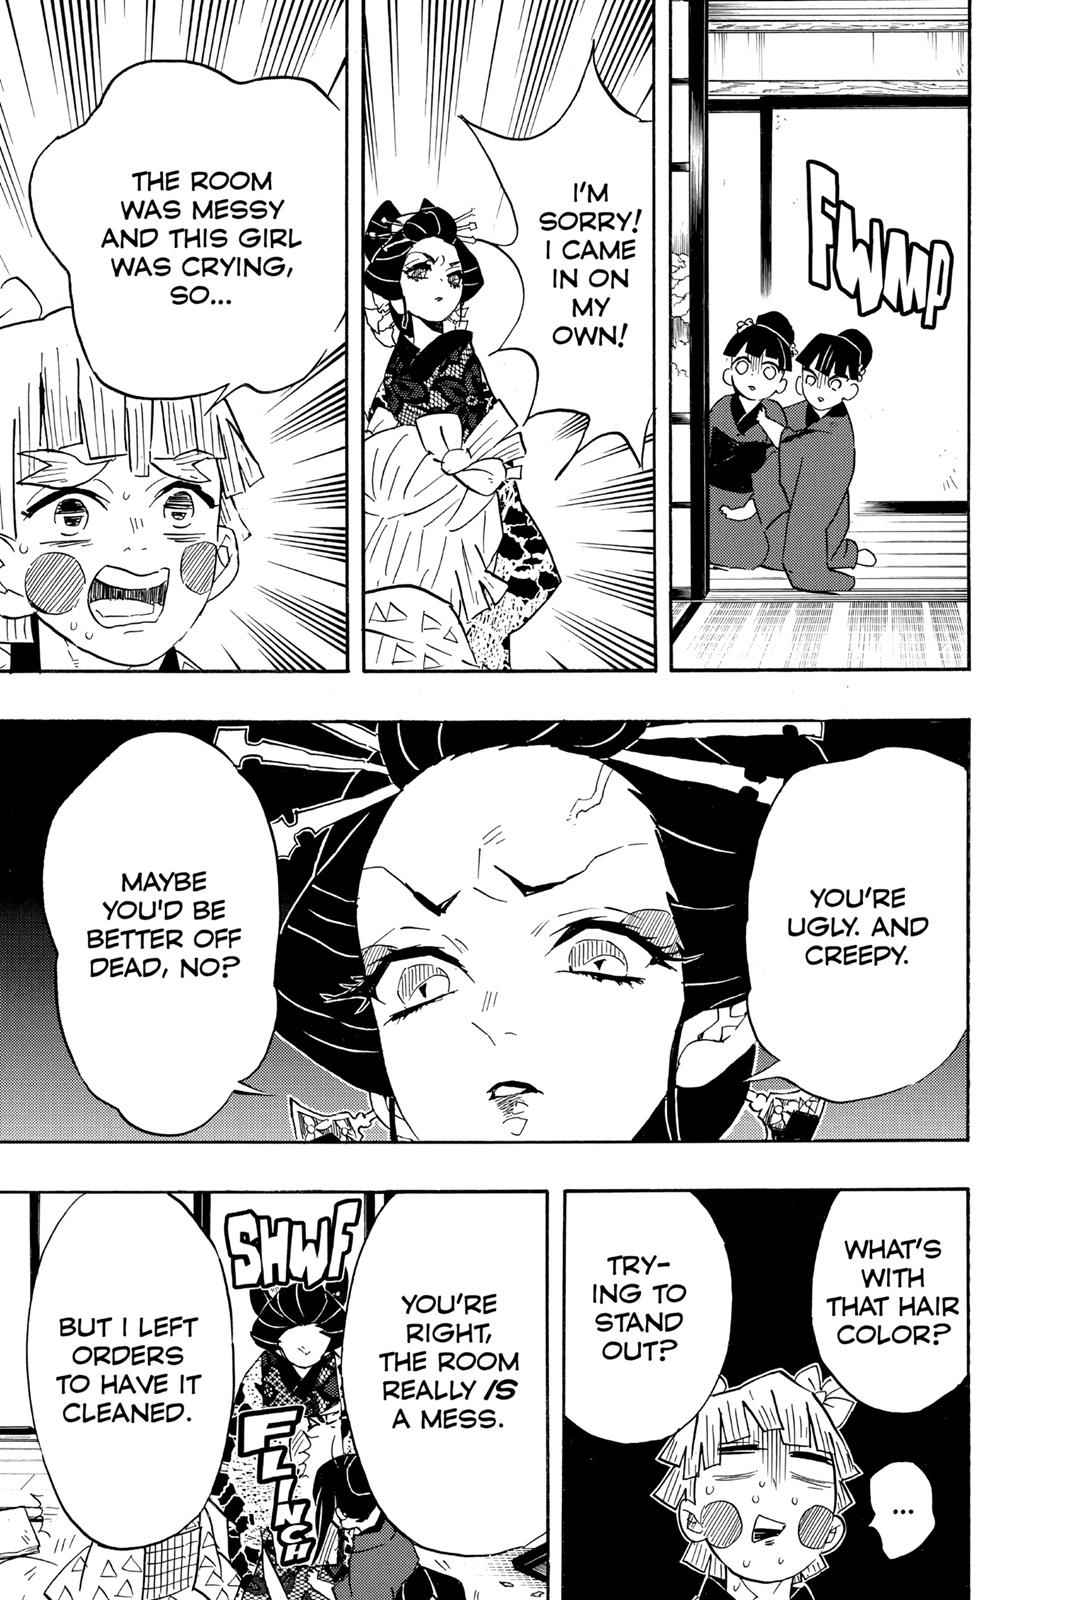 FWMP
I'M
SORRY!
I CAME
IN ON
MY
OWN!
THE ROOM
WAS MESSY
AND THIS GIRL
WAS CRYING,
SO...
YOU'RE
UGLY. AND
CREEPY.
MAYBE
YOU'D BE
BETTER OFF
DEAD, NO?
WHAT'S
WITH
THAT HAIR
COLOR?
TRY-
ING TO
STAND
OUT?
...
YOU'RE
RIGHT,
THE ROOM
REALLY IS
A MESS.
SHWF
FLINCH
BUT I LEFT
ORDERS
TO HAVE IT
CLEANED.